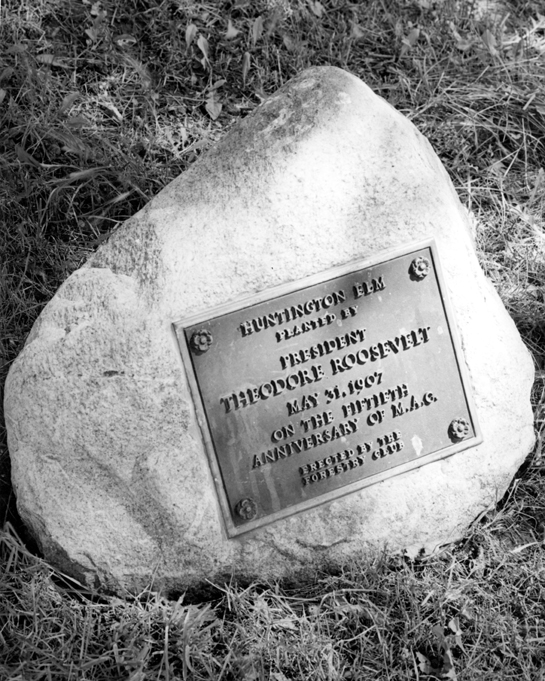 HUNTINGTON ELM
PLANTED BY
PRESIDENT
THEODORE ROOSEVELT
MAY 31, 1907
ON THE FIFTIETH
ANNIVERSARY OF M.A.C.
ERECTED BY THE
FORESTRY CLUB